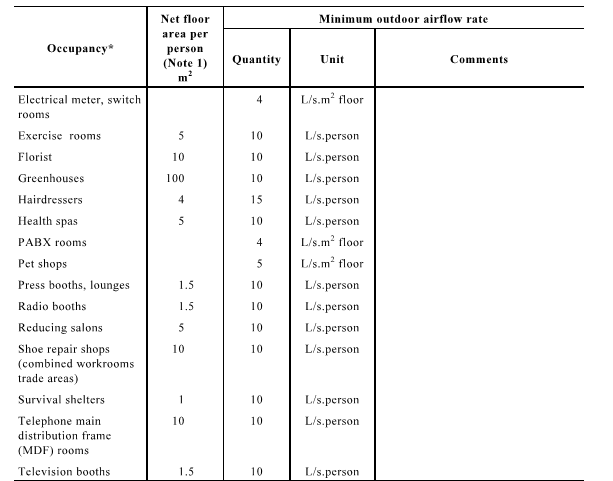 Occupancy*
Net floor
area per
person
(Note 1)
m²
Minimum outdoor airflow rate
Quantity Unit Comments
Electrical meter, switch 4 L/s.m² floor
rooms
Exercise rooms 5 10 L/s.person
Florist 10 10 L/s.person
Greenhouses 100 10 L/s.person
Hairdressers 4 15 L/s.person
Health spas 5 10 L/s.person
PABX rooms 4 L/s.m² floor
Pet shops 5 L/s.m² floor
Press booths, lounges 1.5 10 L/s.person
Radio booths 1.5 10 L/s.person
Reducing salons 5 10 L/s.person
Shoe repair shops 10 10 L/s.person
(combined workrooms
trade areas)
Survival shelters 1 10 L/s.person
Telephone main 10 10 L/s.person
distribution frame
(MDF) rooms
Television booths 1.5 10 L/s.person